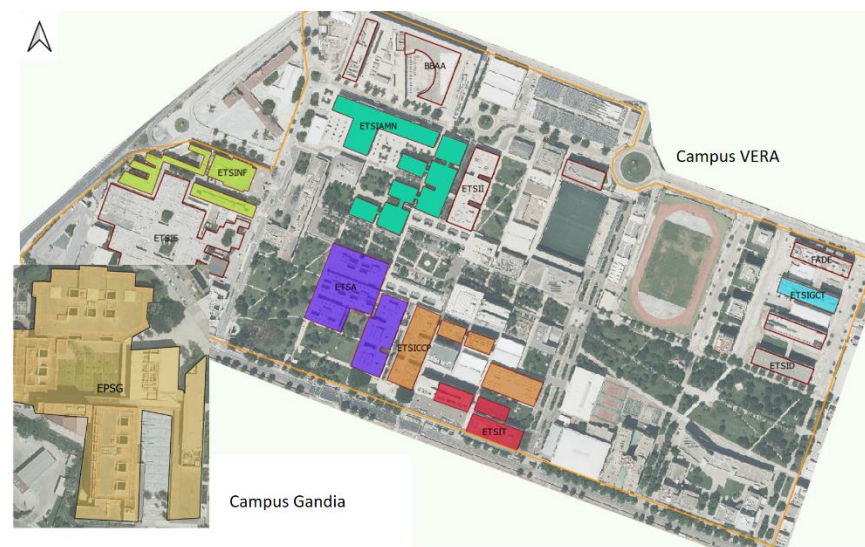 BBAA
ETSIAMN
Campus VERA
ETSINF
ETSII
ETSIE
FADE
ETSA
ETSIGCT
ETSICCP
ETSID
EPSG
ETSIT
Campus Gandia